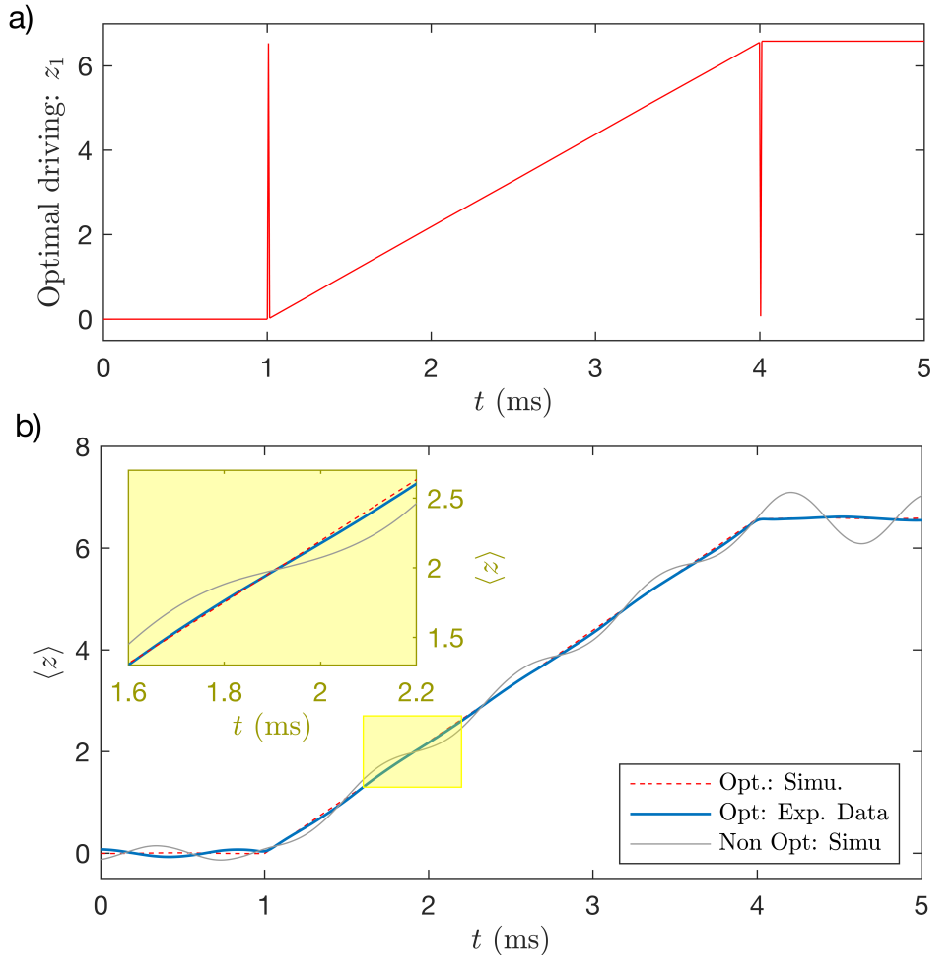 a)
Optimal driving: z₁
6
4
2
0
0 1 2 3 4 5
t (ms)
b)
8
6
4
2
0
⟨z⟩
2.5
2
1.5
⟨z⟩
1.6 1.8 2 2.2
t (ms)
Opt.: Simu.
Opt: Exp. Data
Non Opt: Simu
0 1 2 3 4 5
t (ms)